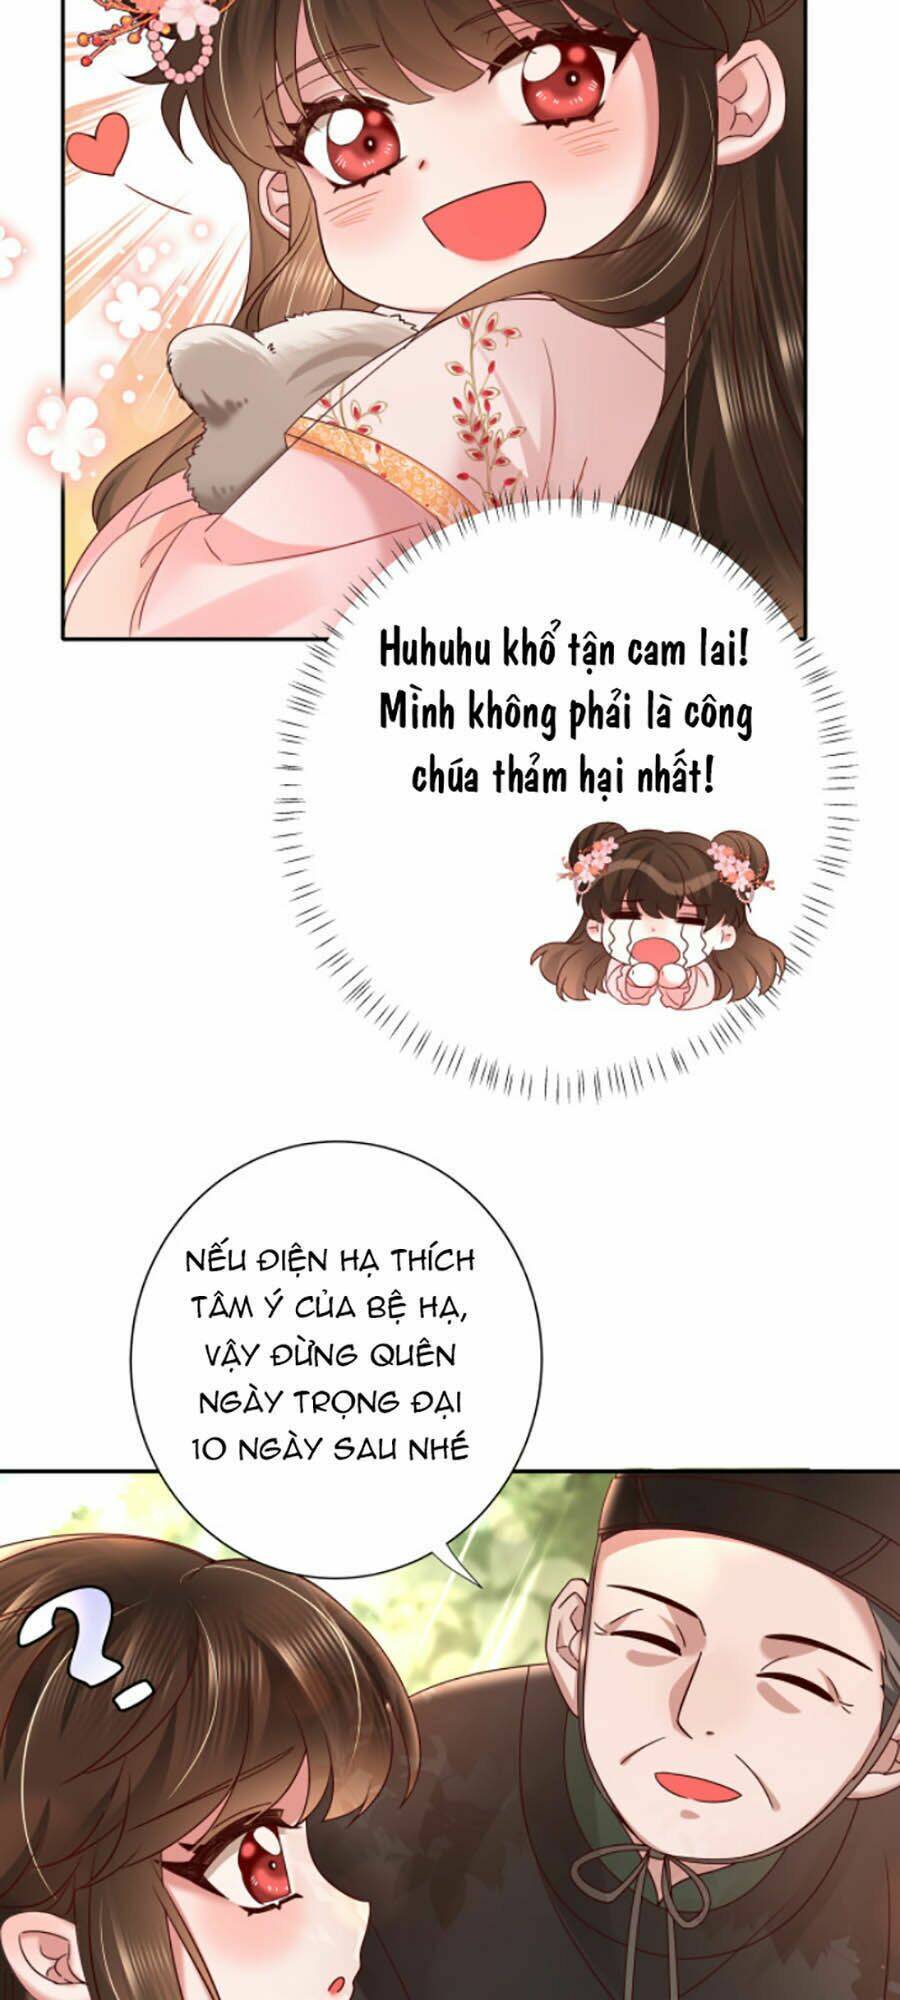 Huhuhu khổ tận cam lai!
Mình không phải là công
chúa thảm hại nhất!
NẾU ĐIỆN HẠ THÍCH
TÂM Ý CỦA BỆ HẠ,
VẬY ĐỪNG QUÊN
NGÀY TRỌNG ĐẠI
10 NGÀY SAU NHÉ
?